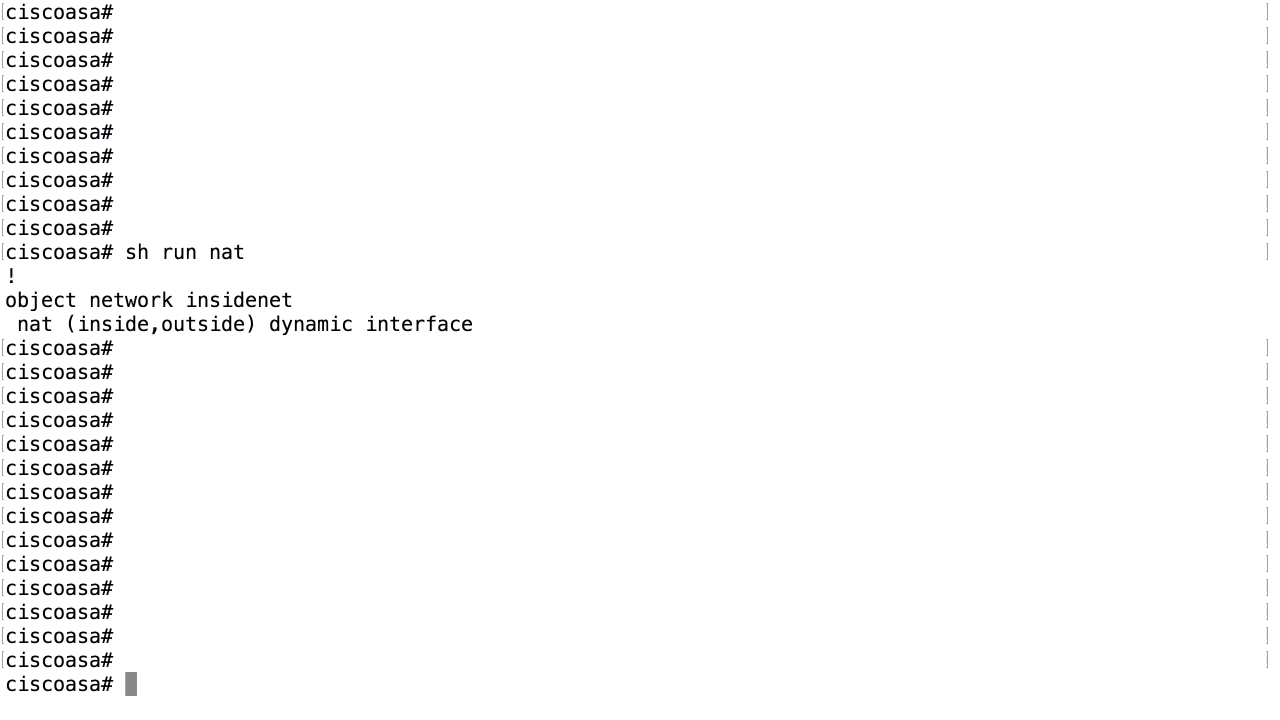 [ciscoasa# ]
[ciscoasa# ]
[ciscoasa# ]
[ciscoasa# ]
[ciscoasa# ]
[ciscoasa# ]
[ciscoasa# ]
[ciscoasa# ]
[ciscoasa# ]
[ciscoasa# ]
[ciscoasa# sh run nat ]
!
object network insidenet
 nat (inside,outside) dynamic interface
[ciscoasa# ]
[ciscoasa# ]
[ciscoasa# ]
[ciscoasa# ]
[ciscoasa# ]
[ciscoasa# ]
[ciscoasa# ]
[ciscoasa# ]
[ciscoasa# ]
[ciscoasa# ]
[ciscoasa# ]
[ciscoasa# ]
[ciscoasa# ]
[ciscoasa# ]
ciscoasa#